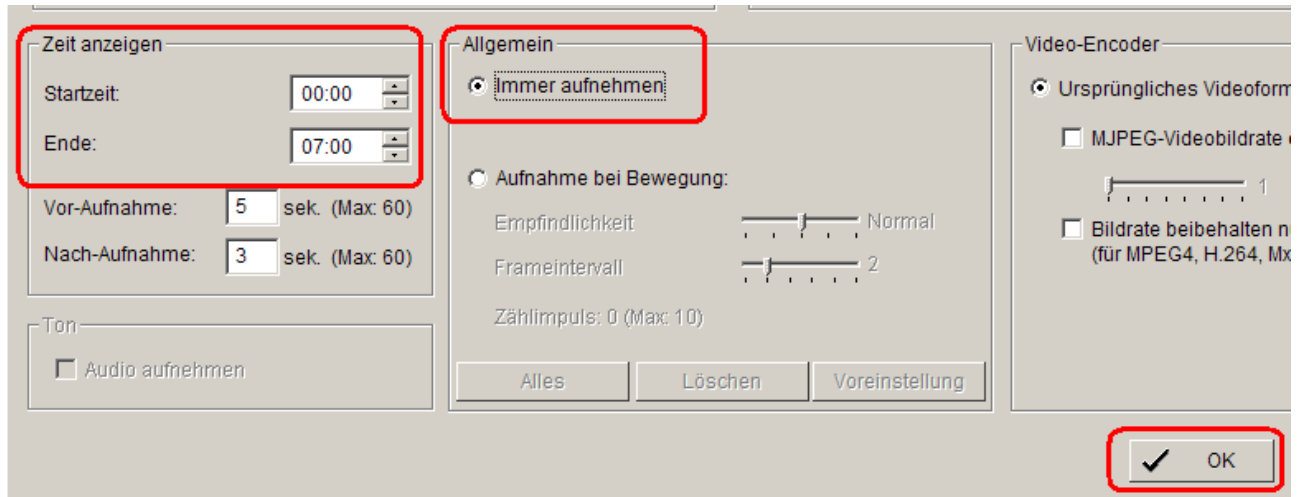 Zeit anzeigen
Startzeit: 00:00
Ende: 07:00
Vor-Aufnahme: 5 sek. (Max: 60)
Nach-Aufnahme: 3 sek. (Max: 60)
Ton
Audio aufnehmen
Allgemein
Immer aufnehmen
Aufnahme bei Bewegung:
Empfindlichkeit Normal
Frameintervall 2
Zählimpuls: 0 (Max: 10)
Alles Löschen Voreinstellung
Video-Encoder
Ursprüngliches Videoform
MJPEG-Videobildrate
1
Bildrate beibehalten
(für MPEG4, H.264, Mx
OK